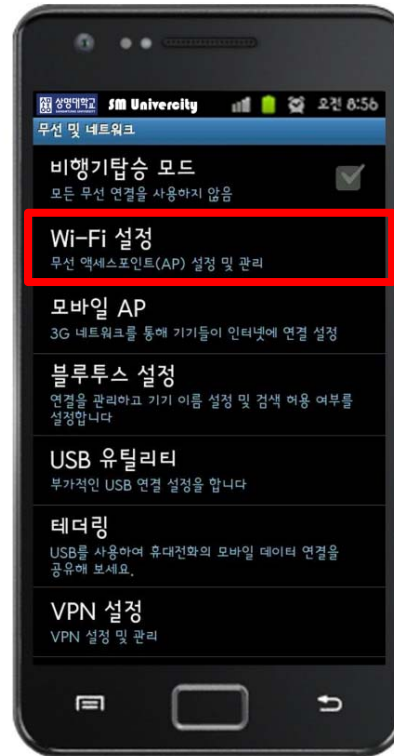 상명대학교 SM Univercity 오전 8:56
무선 및 네트워크
비행기탑승 모드
모든 무선 연결을 사용하지 않음
Wi-Fi 설정
무선 액세스포인트(AP) 설정 및 관리
모바일 AP
3G 네트워크를 통해 기기들이 인터넷에 연결 설정
블루투스 설정
연결을 관리하고 기기 이름 설정 및 검색 허용 여부를
설정합니다
USB 유틸리티
부가적인 USB 연결 설정을 합니다
테더링
USB를 사용하여 휴대전화의 모바일 데이터 연결을
공유해 보세요.
VPN 설정
VPN 설정 및 관리